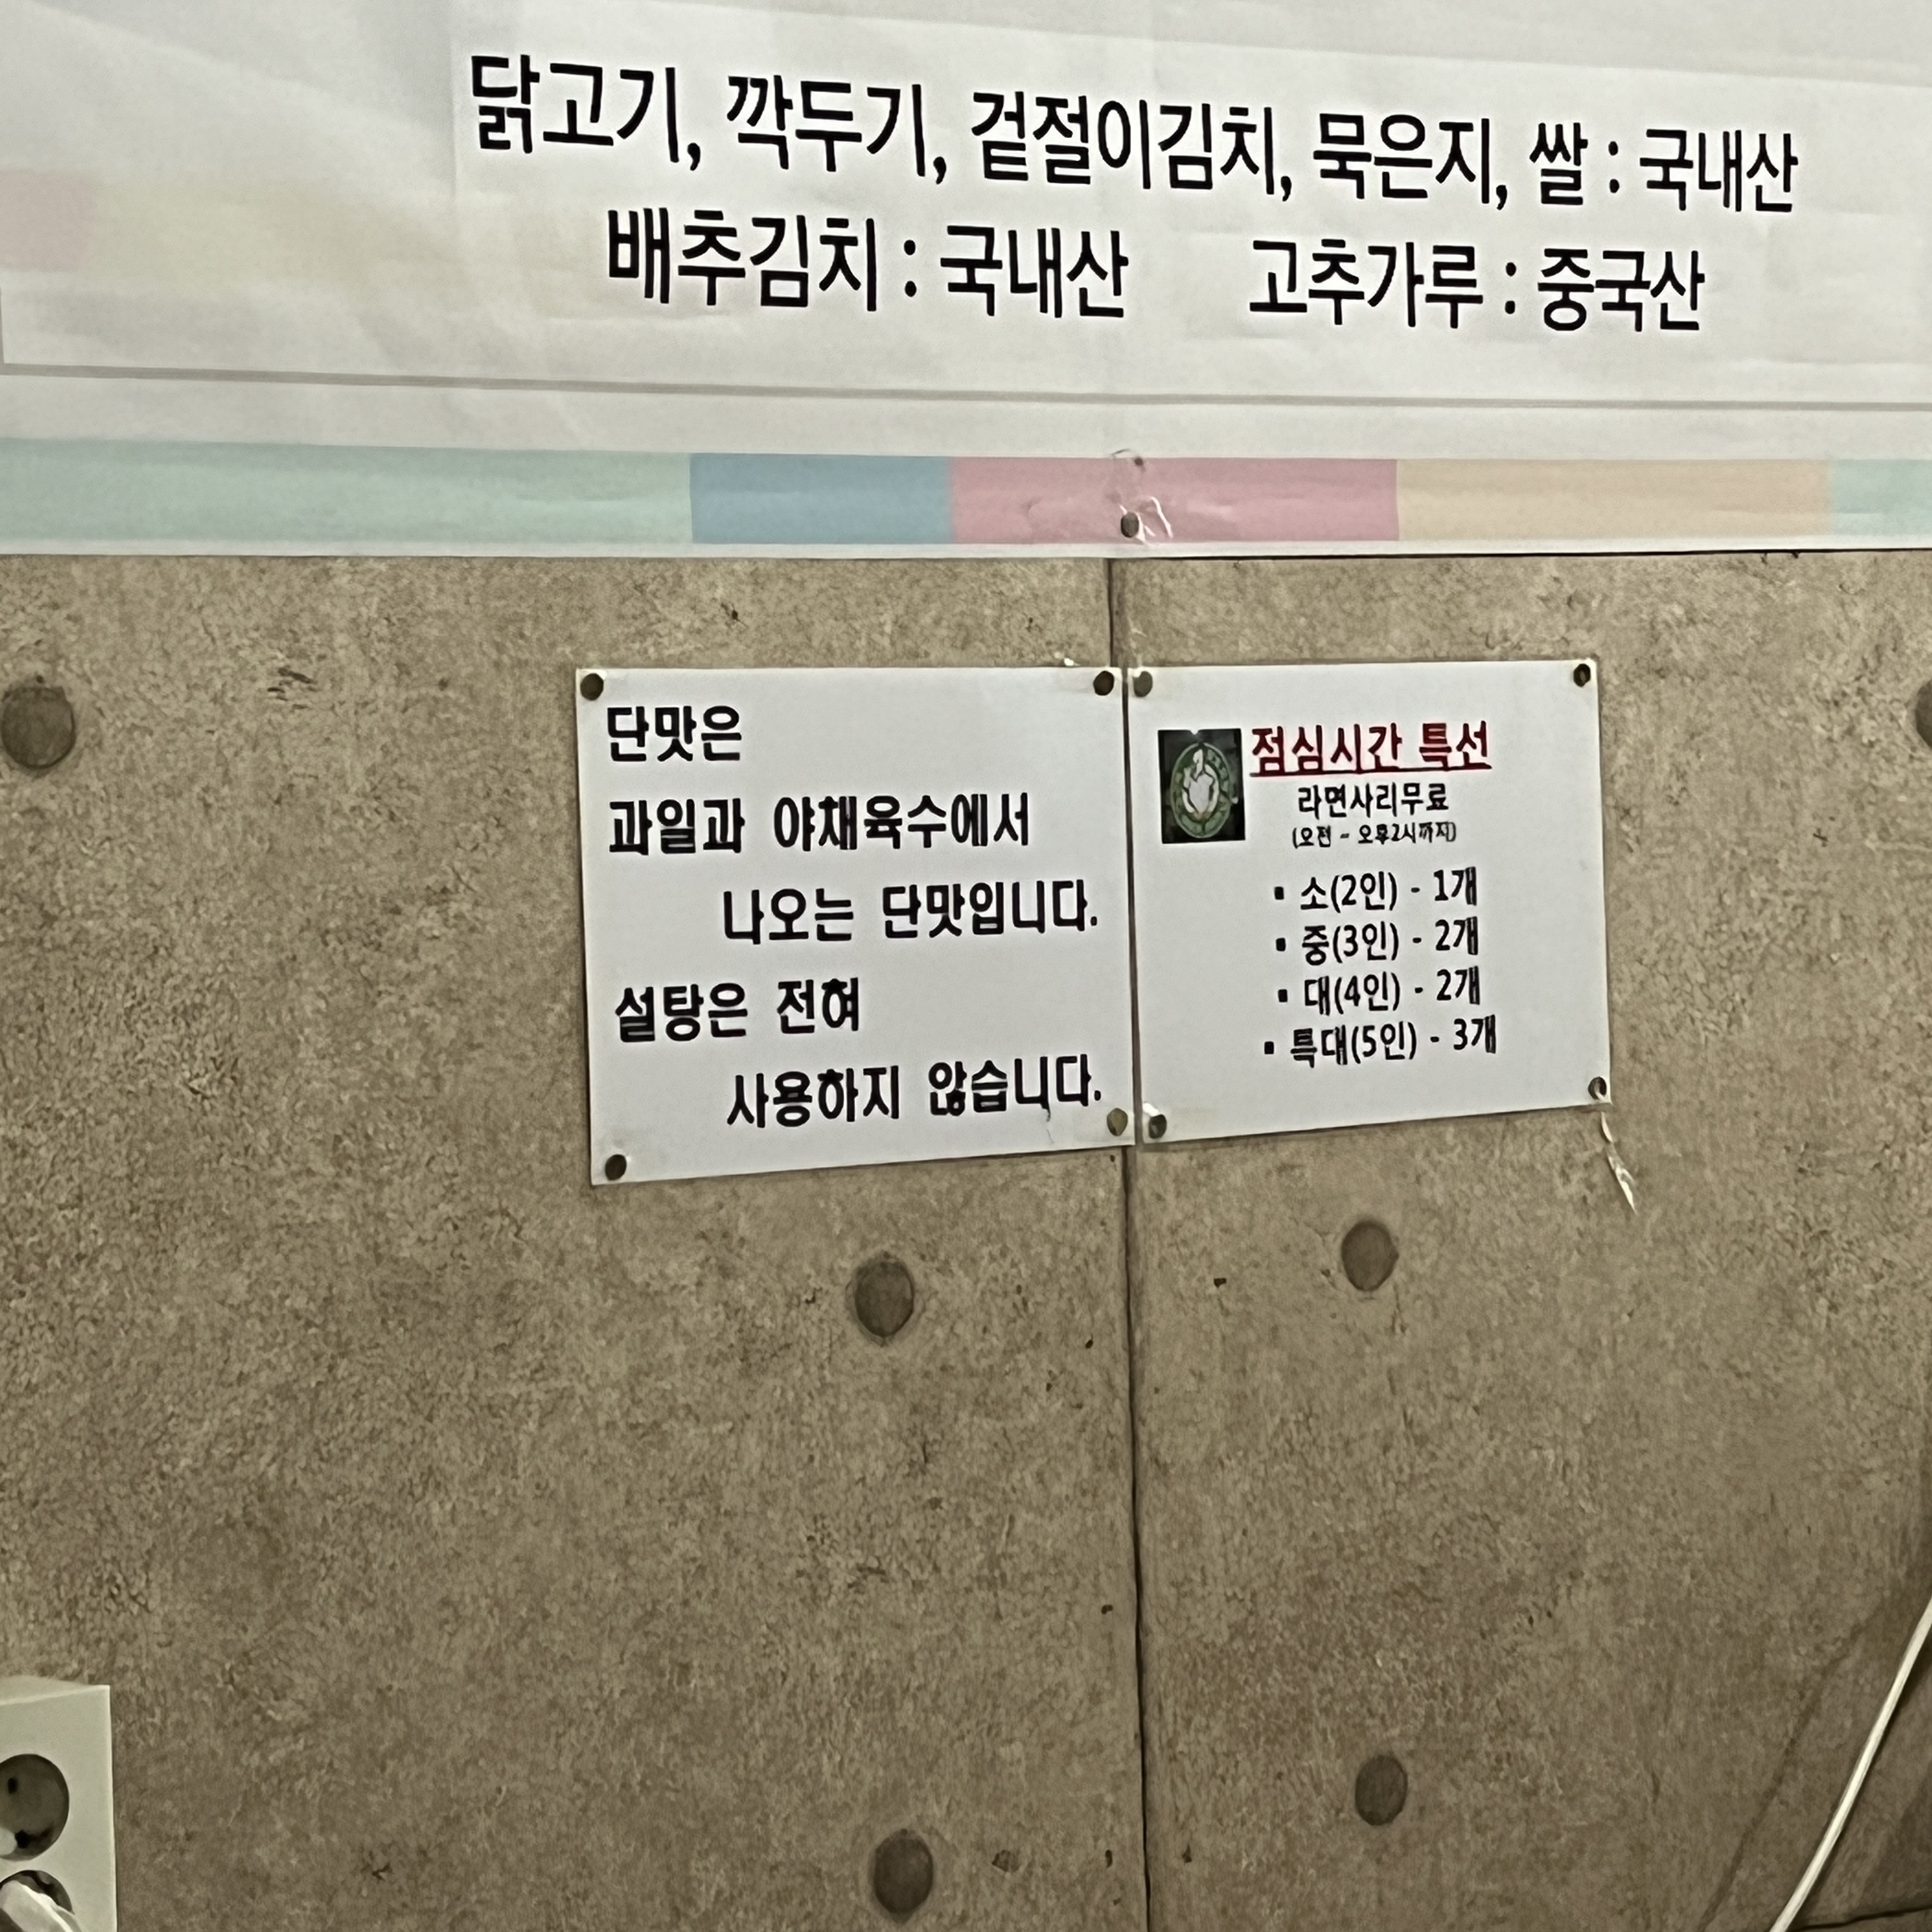 닭고기, 깍두기, 겉절이김치, 묵은지, 쌀 : 국내산
배추김치 : 국내산 고추가루 : 중국산
단맛은
과일과 야채육수에서
나오는 단맛입니다.
설탕은 전혀
사용하지 않습니다.
점심시간 특선
라면사리무료
(오전 ~ 오후2시까지)
▪ 소(2인) - 1개
▪ 중(3인) - 2개
▪ 대(4인) - 2개
▪ 특대(5인) - 3개